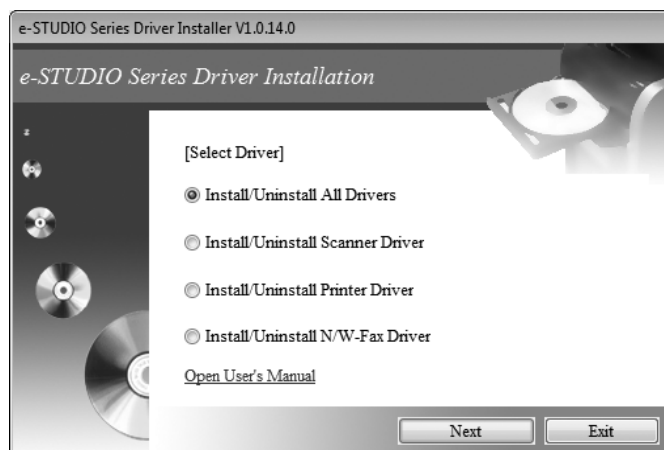 e-STUDIO Series Driver Installer V1.0.14.0
e-STUDIO Series Driver Installation
[Select Driver]
Install/Uninstall All Drivers
Install/Uninstall Scanner Driver
Install/Uninstall Printer Driver
Install/Uninstall N/W-Fax Driver
Open User's Manual
Next
Exit